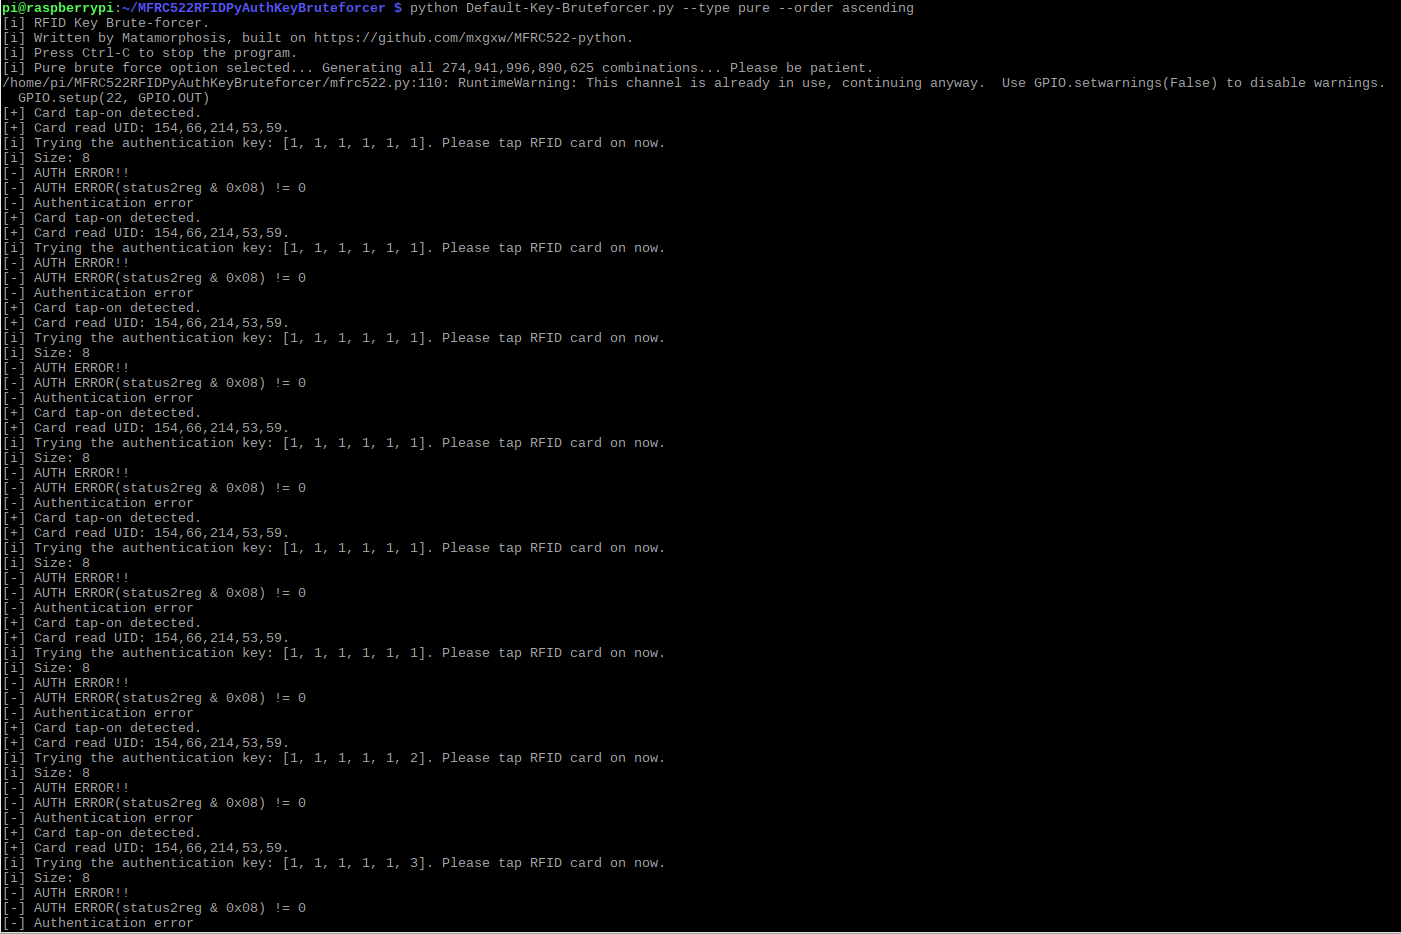 pi@raspberrypi:~/MFRC522RFIDPyAuthKeyBruteforcer $ python Default-Key-Bruteforcer.py --type pure --order ascending
[i] RFID Key Brute-forcer.
[i] Written by Matamorphosis, built on https://github.com/mxgxw/MFRC522-python.
[i] Press Ctrl-C to stop the program.
[i] Pure brute force option selected... Generating all 274,941,996,890,625 combinations... Please be patient.
/home/pi/MFRC522RFIDPyAuthKeyBruteforcer/mfrc522.py:110: RuntimeWarning: This channel is already in use, continuing anyway.  Use GPIO.setwarnings(False) to disable warnings.
  GPIO.setup(22, GPIO.OUT)
[+] Card tap-on detected.
[+] Card read UID: 154,66,214,53,59.
[i] Trying the authentication key: [1, 1, 1, 1, 1, 1]. Please tap RFID card on now.
[i] Size: 8
[-] AUTH ERROR!!
[-] AUTH ERROR(status2reg & 0x08) != 0
[-] Authentication error
[+] Card tap-on detected.
[+] Card read UID: 154,66,214,53,59.
[i] Trying the authentication key: [1, 1, 1, 1, 1, 1]. Please tap RFID card on now.
[-] AUTH ERROR!!
[-] AUTH ERROR(status2reg & 0x08) != 0
[-] Authentication error
[+] Card tap-on detected.
[+] Card read UID: 154,66,214,53,59.
[i] Trying the authentication key: [1, 1, 1, 1, 1, 1]. Please tap RFID card on now.
[i] Size: 8
[-] AUTH ERROR!!
[-] AUTH ERROR(status2reg & 0x08) != 0
[-] Authentication error
[+] Card tap-on detected.
[+] Card read UID: 154,66,214,53,59.
[i] Trying the authentication key: [1, 1, 1, 1, 1, 1]. Please tap RFID card on now.
[i] Size: 8
[-] AUTH ERROR!!
[-] AUTH ERROR(status2reg & 0x08) != 0
[-] Authentication error
[+] Card tap-on detected.
[+] Card read UID: 154,66,214,53,59.
[i] Trying the authentication key: [1, 1, 1, 1, 1, 1]. Please tap RFID card on now.
[i] Size: 8
[-] AUTH ERROR!!
[-] AUTH ERROR(status2reg & 0x08) != 0
[-] Authentication error
[+] Card tap-on detected.
[+] Card read UID: 154,66,214,53,59.
[i] Trying the authentication key: [1, 1, 1, 1, 1, 1]. Please tap RFID card on now.
[i] Size: 8
[-] AUTH ERROR!!
[-] AUTH ERROR(status2reg & 0x08) != 0
[-] Authentication error
[+] Card tap-on detected.
[+] Card read UID: 154,66,214,53,59.
[i] Trying the authentication key: [1, 1, 1, 1, 1, 2]. Please tap RFID card on now.
[i] Size: 8
[-] AUTH ERROR!!
[-] AUTH ERROR(status2reg & 0x08) != 0
[-] Authentication error
[+] Card tap-on detected.
[+] Card read UID: 154,66,214,53,59.
[i] Trying the authentication key: [1, 1, 1, 1, 1, 3]. Please tap RFID card on now.
[i] Size: 8
[-] AUTH ERROR!!
[-] AUTH ERROR(status2reg & 0x08) != 0
[-] Authentication error